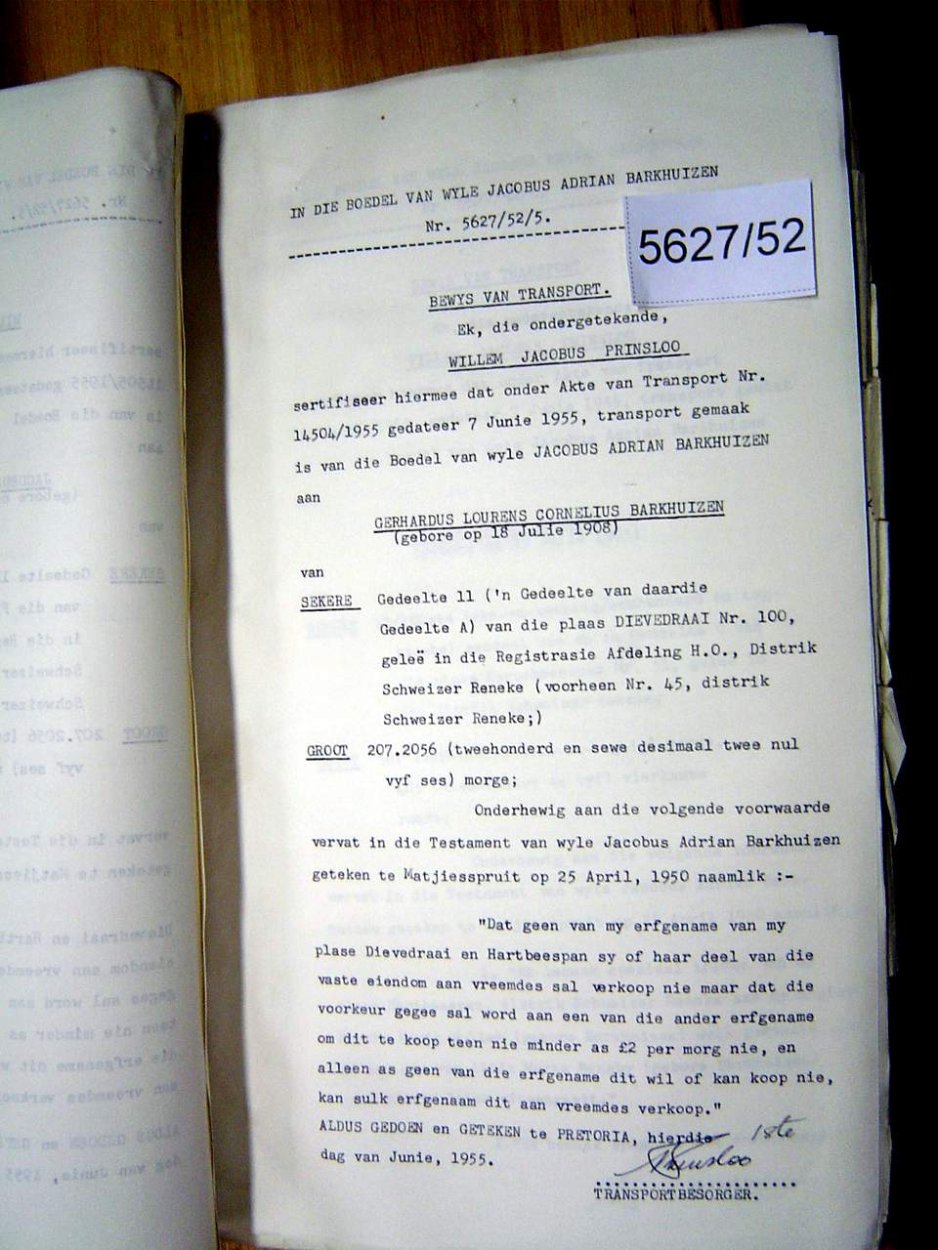 IN DIE BOEDEL VAN WYLE JACOBUS ADRIAN BARKHUIZEN
Nr. 5627/52/5.
5627/52
BEWYS VAN TRANSPORT.
Ek, die ondergetekende,
WILLEM JACOBUS PRINSLOO
sertifiseer hiermee dat onder Akte van Transport Nr.
14504/1955 gedateer 7 Junie 1955, transport gemaak
is van die Boedel van wyle JACOBUS ADRIAN BARKHUIZEN
aan
GERHARDUS LOURENS CORNELIUS BARKHUIZEN
(gebore op 18 Julie 1908)
van
SEKERE Gedeelte 11 ('n Gedeelte van daardie
Gedeelte A) van die plaas DIEVEDRAAI Nr. 100,
geleë in die Registrasie Afdeling H.O., Distrik
Schweizer Reneke (voorheen Nr. 45, distrik
Schweizer Reneke;)
GROOT 207.2056 (tweehonderd en sewe desimaal twee nul
vyf ses) morge;
Onderhewig aan die volgende voorwaarde
vervat in die Testament van wyle Jacobus Adrian Barkhuizen
geteken te Matjiesspruit op 25 April, 1950 naamlik :-
"Dat geen van my erfgename van my
plase Dievedraai en Hartbeespan sy of haar deel van die
vaste eiendom aan vreemdes sal verkoop nie maar dat die
voorkeur gegee sal word aan een van die ander erfgename
om dit te koop teen nie minder as £2 per morg nie, en
alleen as geen van die erfgename dit wil of kan koop nie,
kan sulk erfgenaam dit aan vreemdes verkoop."
ALDUS GEDOEN en GETEKEN te PRETORIA, hierdie 1ste
dag van Junie, 1955.
TRANSPORTBESORGER.